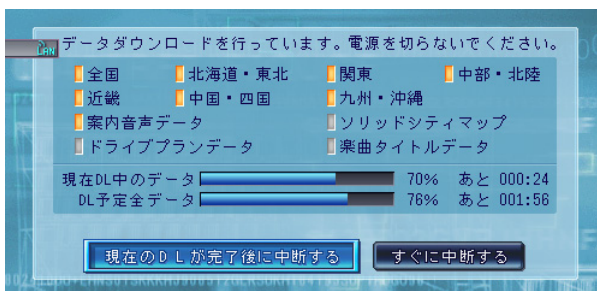 LAN
データダウンロードを行っています。電源を切らないでください。
全国 北海道・東北 関東 中部・北陸
近畿 中国・四国 九州・沖縄
案内音声データ ソリッドシティマップ
ドライブプランデータ 楽曲タイトルデータ
現在DL中のデータ 70% あと 000:24
DL予定全データ 76% あと 001:56
現在のDLが完了後に中断する すぐに中断する